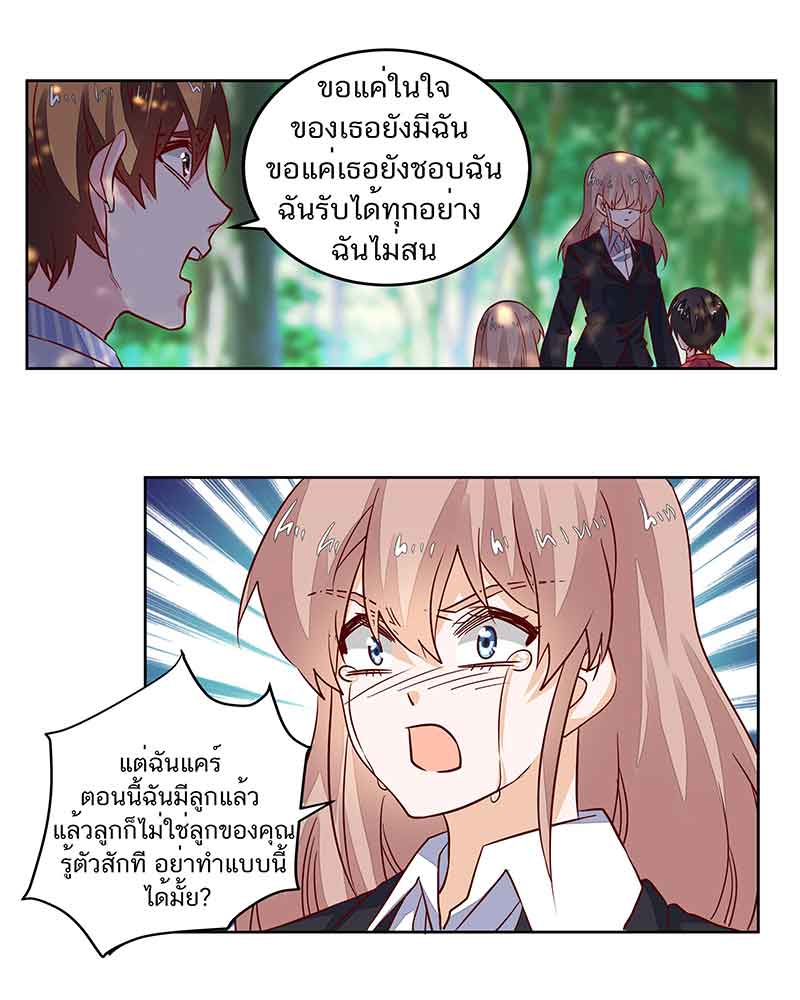 ขอแค่ในใจ
ของเธอยังมีฉัน
ขอแค่เธอยังชอบฉัน
ฉันรับได้ทุกอย่าง
ฉันไม่สน
แต่ฉันแคร์
ตอนนี้ฉันมีลูกแล้ว
แล้วลูกก็ไม่ใช่ลูกของคุณ
รู้ตัวสักที อย่าทำแบบนี้
ได้มั้ย?